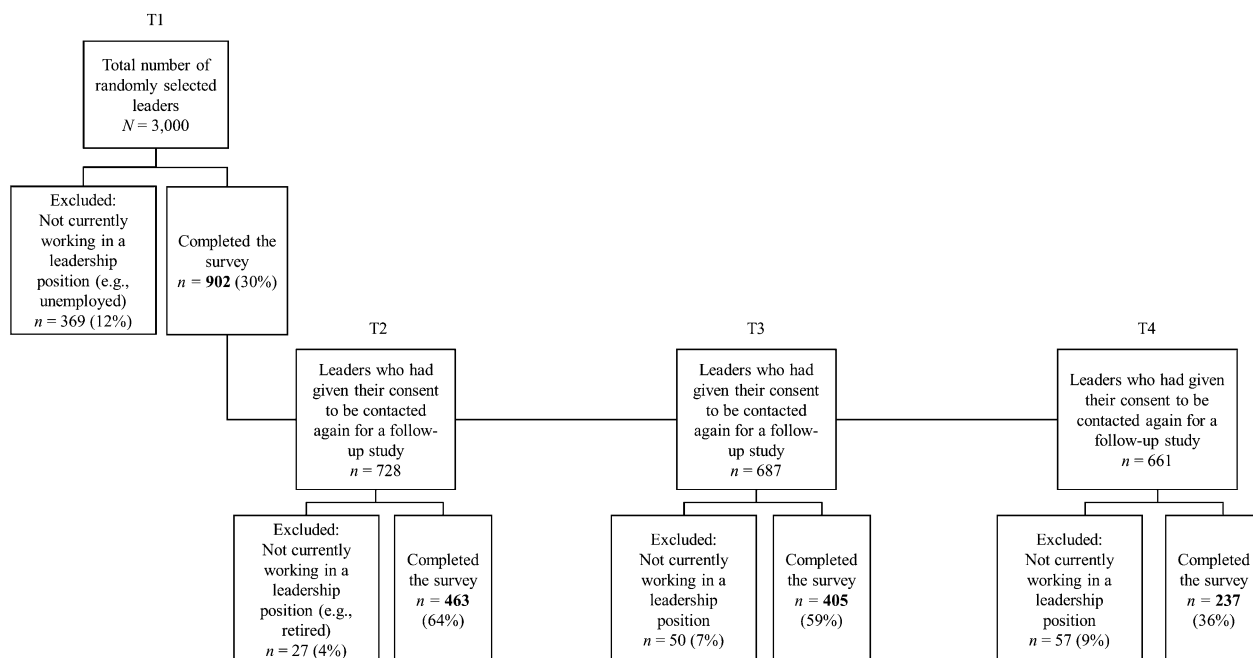 T1
Total number of
randomly selected
leaders
N = 3,000
Excluded:
Not currently
working in a
leadership
position (e.g.,
unemployed)
n = 369 (12%)
Completed the
survey
n = 902 (30%)
T2
Leaders who had
given their consent
to be contacted
again for a follow-
up study
n = 728
Excluded:
Not currently
working in a
leadership
position (e.g.,
retired)
n = 27 (4%)
Completed
the survey
n = 463
(64%)
T3
Leaders who had
given their consent
to be contacted
again for a follow-
up study
n = 687
Excluded:
Not currently
working in a
leadership
position
n = 50 (7%)
Completed
the survey
n = 405
(59%)
T4
Leaders who had given
their consent to be
contacted again for a
follow-up study
n = 661
Excluded:
Not currently
working in a
leadership
position
n = 57 (9%)
Completed
the survey
n = 237
(36%)